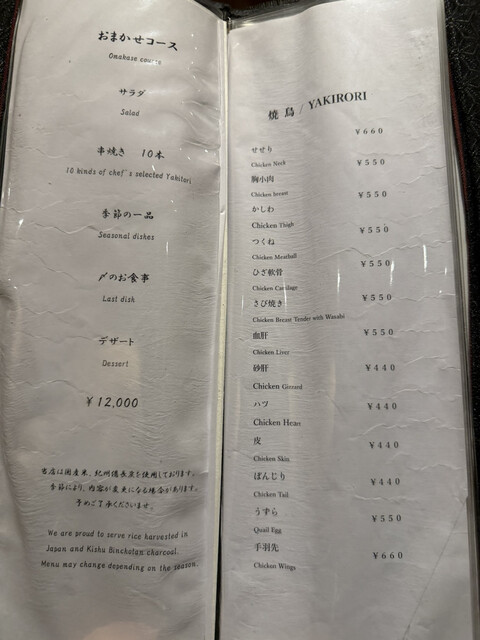 おまかせコース
Omakase course
サラダ
Salad
串焼き 10本
10 kinds of chef's selected Yakitori
季節の一品
Seasonal dishes
〆のお食事
Last dish
デザート
Dessert
¥12,000
当店は国産米、紀州備長炭を使用しております。
季節により、内容が変更になる場合があります。
予めご了承くださいませ。
We are proud to serve rice harvested in
Japan and Kishu Binchotan charcoal.
Menu may change depending on the season.
焼鳥 / YAKIRORI
せせり ¥660
Chicken Neck
胸小肉 ¥550
Chicken breast
かしわ ¥550
Chicken Thigh
つくね ¥550
Chicken Meatball
ひざ軟骨 ¥550
Chicken Cartilage
さび焼き ¥550
Chicken Breast Tender with Wasabi
血肝 ¥550
Chicken Liver
砂肝 ¥440
Chicken Gizzard
ハツ ¥440
Chicken Heart
皮 ¥440
Chicken Skin
ぼんじり ¥440
Chicken Tail
うずら ¥550
Quail Egg
手羽先 ¥660
Chicken Wings